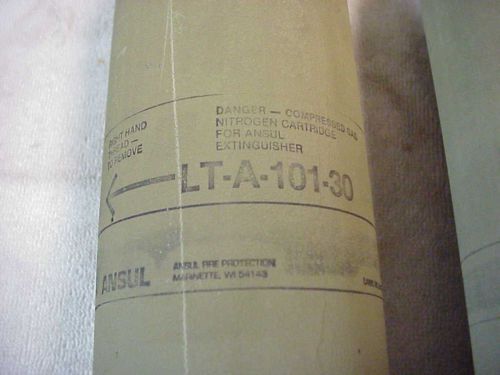 RIGHT HAND
THREAD —
TO REMOVE
DANGER — COMPRESSED GAS
NITROGEN CARTRIDGE
FOR ANSUL
EXTINGUISHER
LT-A-101-30
ANSUL
ANSUL FIRE PROTECTION
MARINETTE, WI 54143